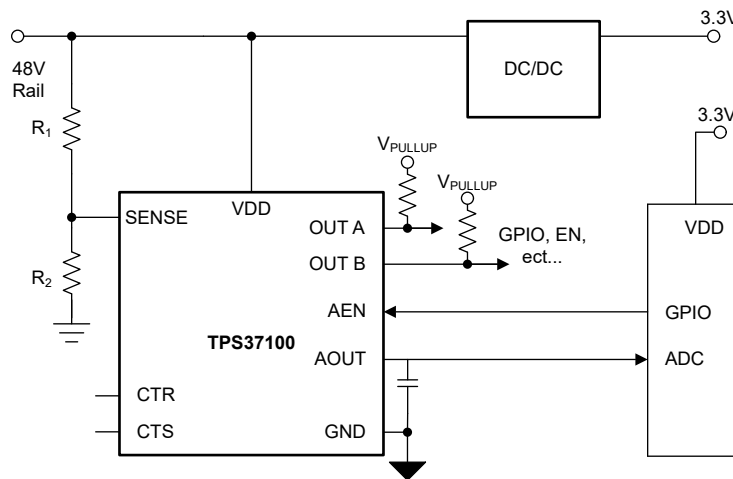 3.3V
48V
Rail
DC/DC
R1
3.3V
VPULLUP
VPULLUP
SENSE
VDD
VDD
OUT A
GPIO, EN,
ect...
R2
OUT B
AEN
GPIO
TPS37100
AOUT
ADC
CTR
CTS
GND